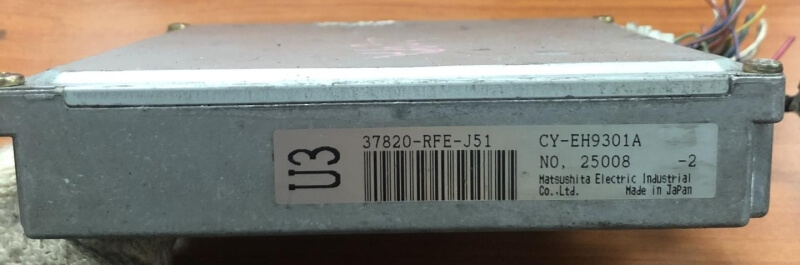 U3
37820-RFE-J51
CY-EH9301A
NO. 25008 -2
Matsushita Electric Industrial
Co.,Ltd. Made in Japan